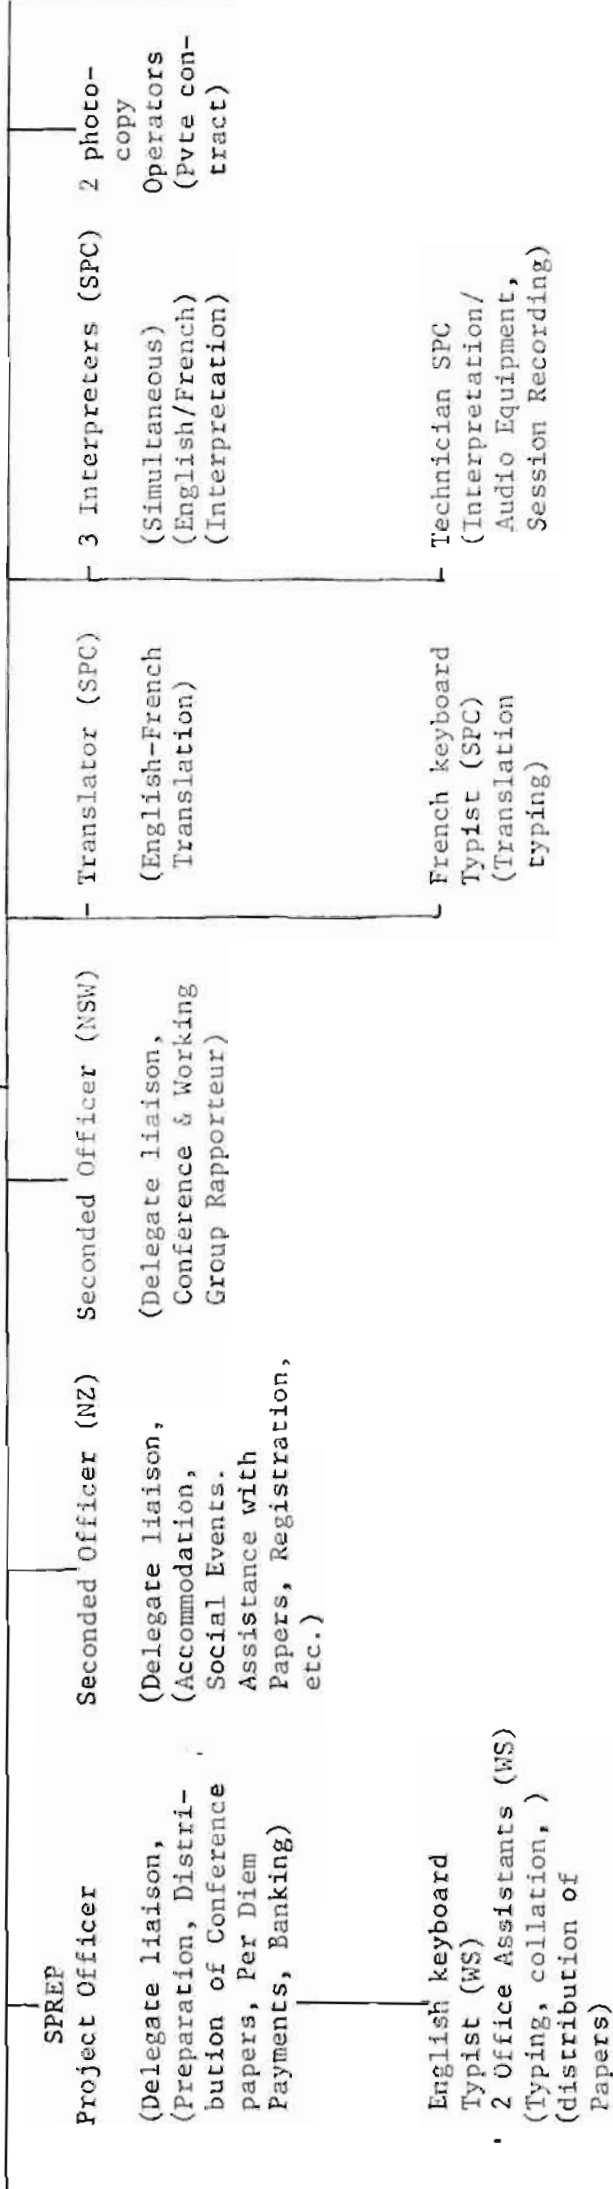 SPREP
Project Officer
(Delegate liaison,
(Preparation, Distri-
bution of Conference
papers, Per Diem
Payments, Banking)
English keyboard
Typist (WS)
2 Office Assistants (WS)
(Typing, collation, )
(distribution of
Papers)
Seconded Officer (NZ)
(Delegate liaison,
(Accommodation,
Social Events.
Assistance with
Papers, Registration,
etc.)
Seconded Officer (NSW)
(Delegate liaison,
Conference & Working
Group Rapporteur)
Translator (SPC)
(English-French
Translation)
French keyboard
Typist (SPC)
(Translation
typing)
3 Interpreters (SPC)
(Simultaneous)
(English/French)
(Interpretation)
Technician SPC
(Interpretation/
Audio Equipment,
Session Recording)
2 photo-
copy
Operators
(Pvte con-
tract)